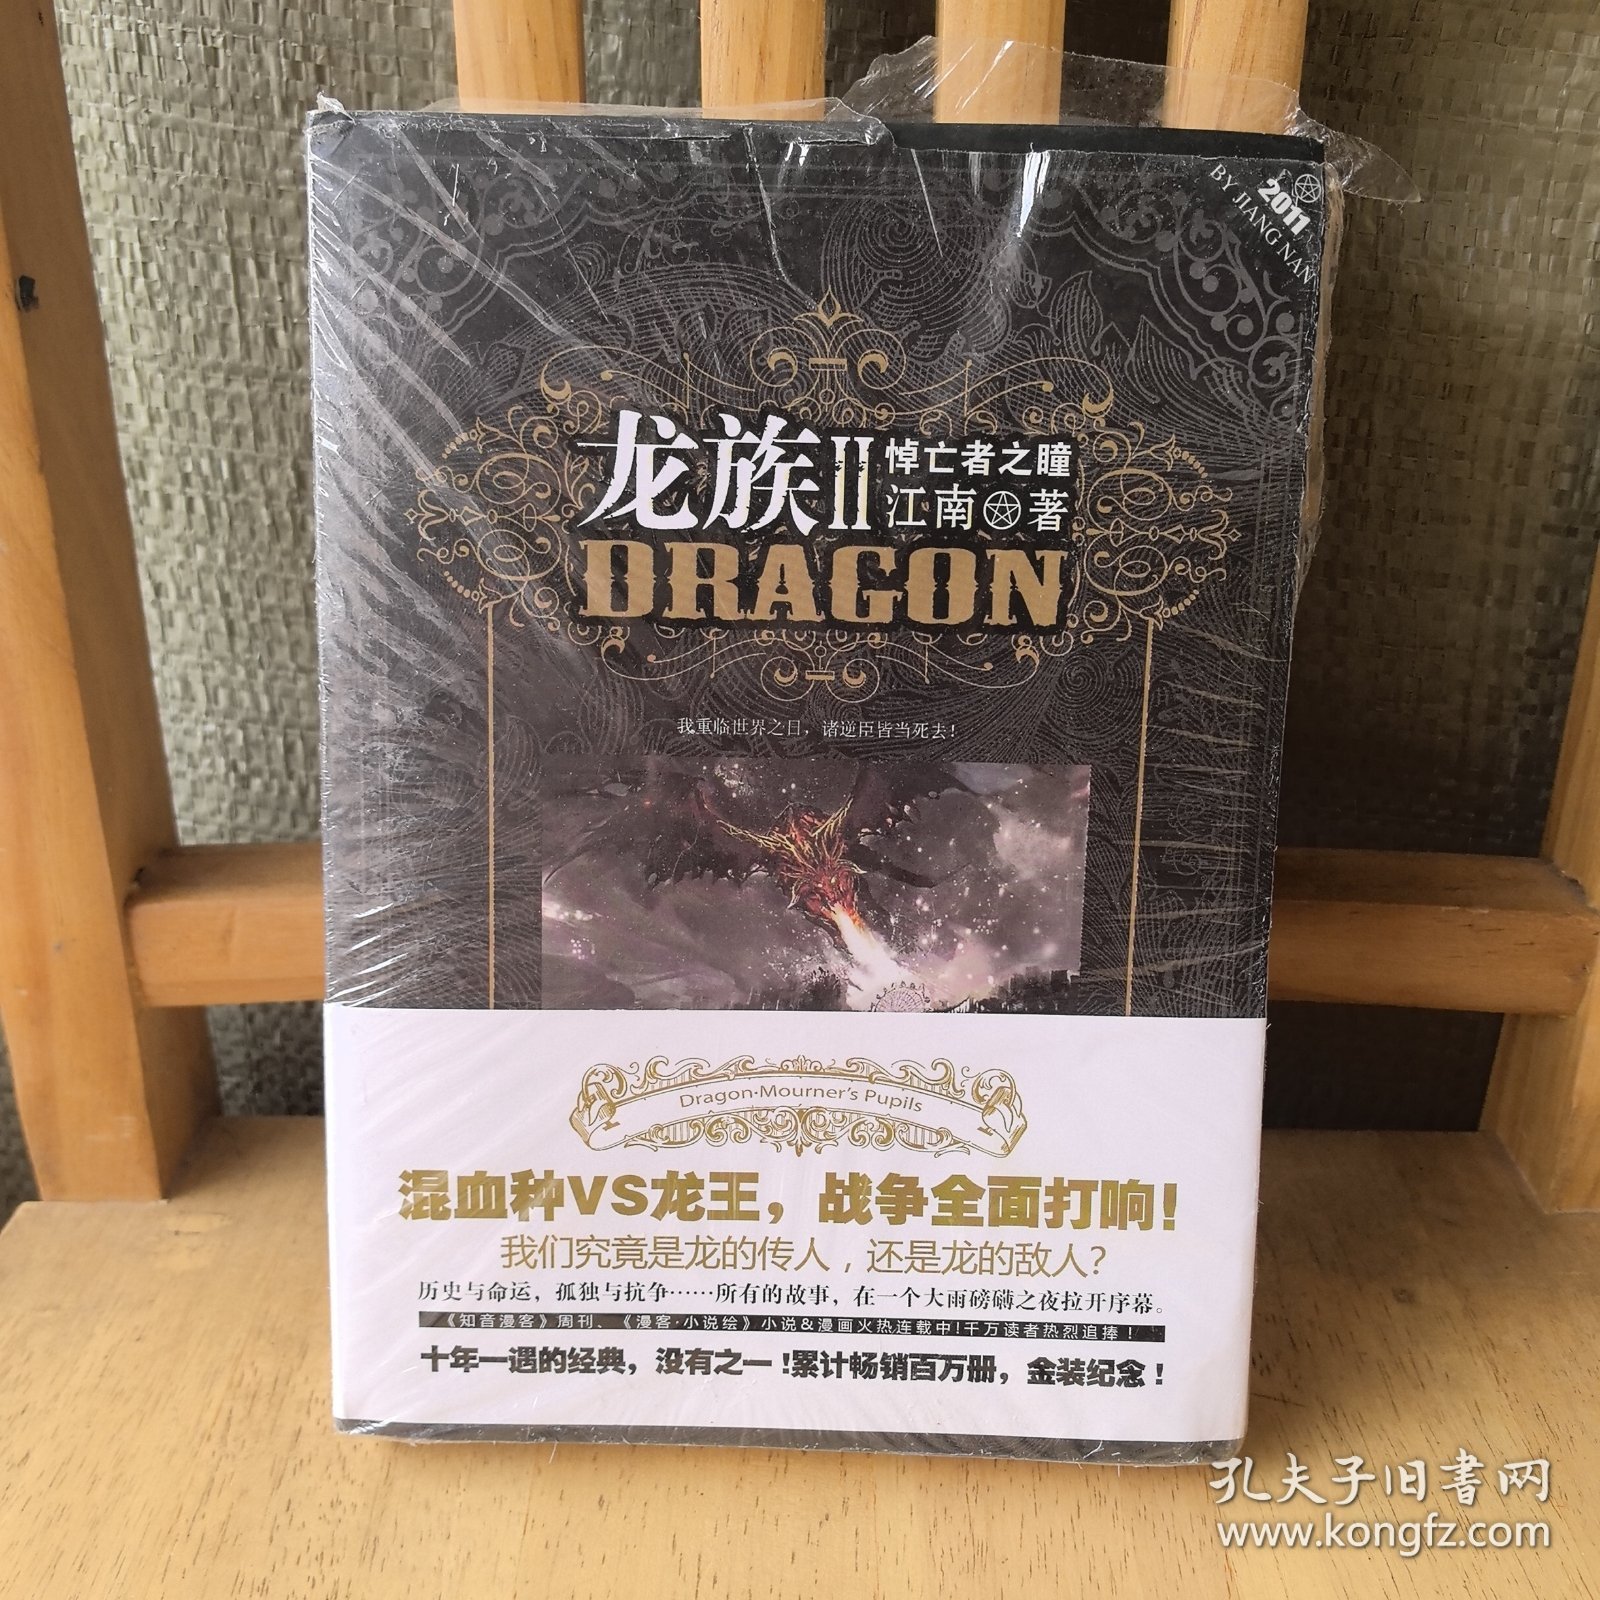 2011
BY JIANG NAN
龙族II
悼亡者之瞳
江南 著
DRAGON
我重临世界之日，诸逆臣皆当死去！
Dragon·Mourner's Pupils
混血种VS龙王，战争全面打响！
我们究竟是龙的传人，还是龙的敌人？
历史与命运，孤独与抗争……所有的故事，在一个大雨磅礴之夜拉开序幕。
《知音漫客》周刊、《漫客·小说绘》小说&漫画火热连载中！千万读者热烈追捧！
十年一遇的经典，没有之一！累计畅销百万册，金装纪念！
孔夫子旧书网
www.kongfz.com